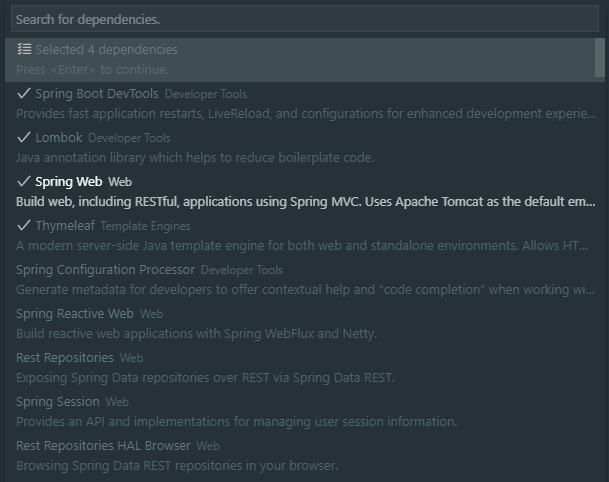 Search for dependencies.
Selected 4 dependencies
Press <Enter> to continue.
Spring Boot DevTools Developer Tools
Provides fast application restarts, LiveReload, and configurations for enhanced development experie...
Lombok Developer Tools
Java annotation library which helps to reduce boilerplate code.
Spring Web Web
Build web, including RESTful, applications using Spring MVC. Uses Apache Tomcat as the default em...
Thymeleaf Template Engines
A modern server-side Java template engine for both web and standalone environments. Allows HT...
Spring Configuration Processor Developer Tools
Generate metadata for developers to offer contextual help and "code completion" when working wi...
Spring Reactive Web Web
Build reactive web applications with Spring WebFlux and Netty.
Rest Repositories Web
Exposing Spring Data repositories over REST via Spring Data REST.
Spring Session Web
Provides an API and implementations for managing user session information.
Rest Repositories HAL Browser Web
Browsing Spring Data REST repositories in your browser.